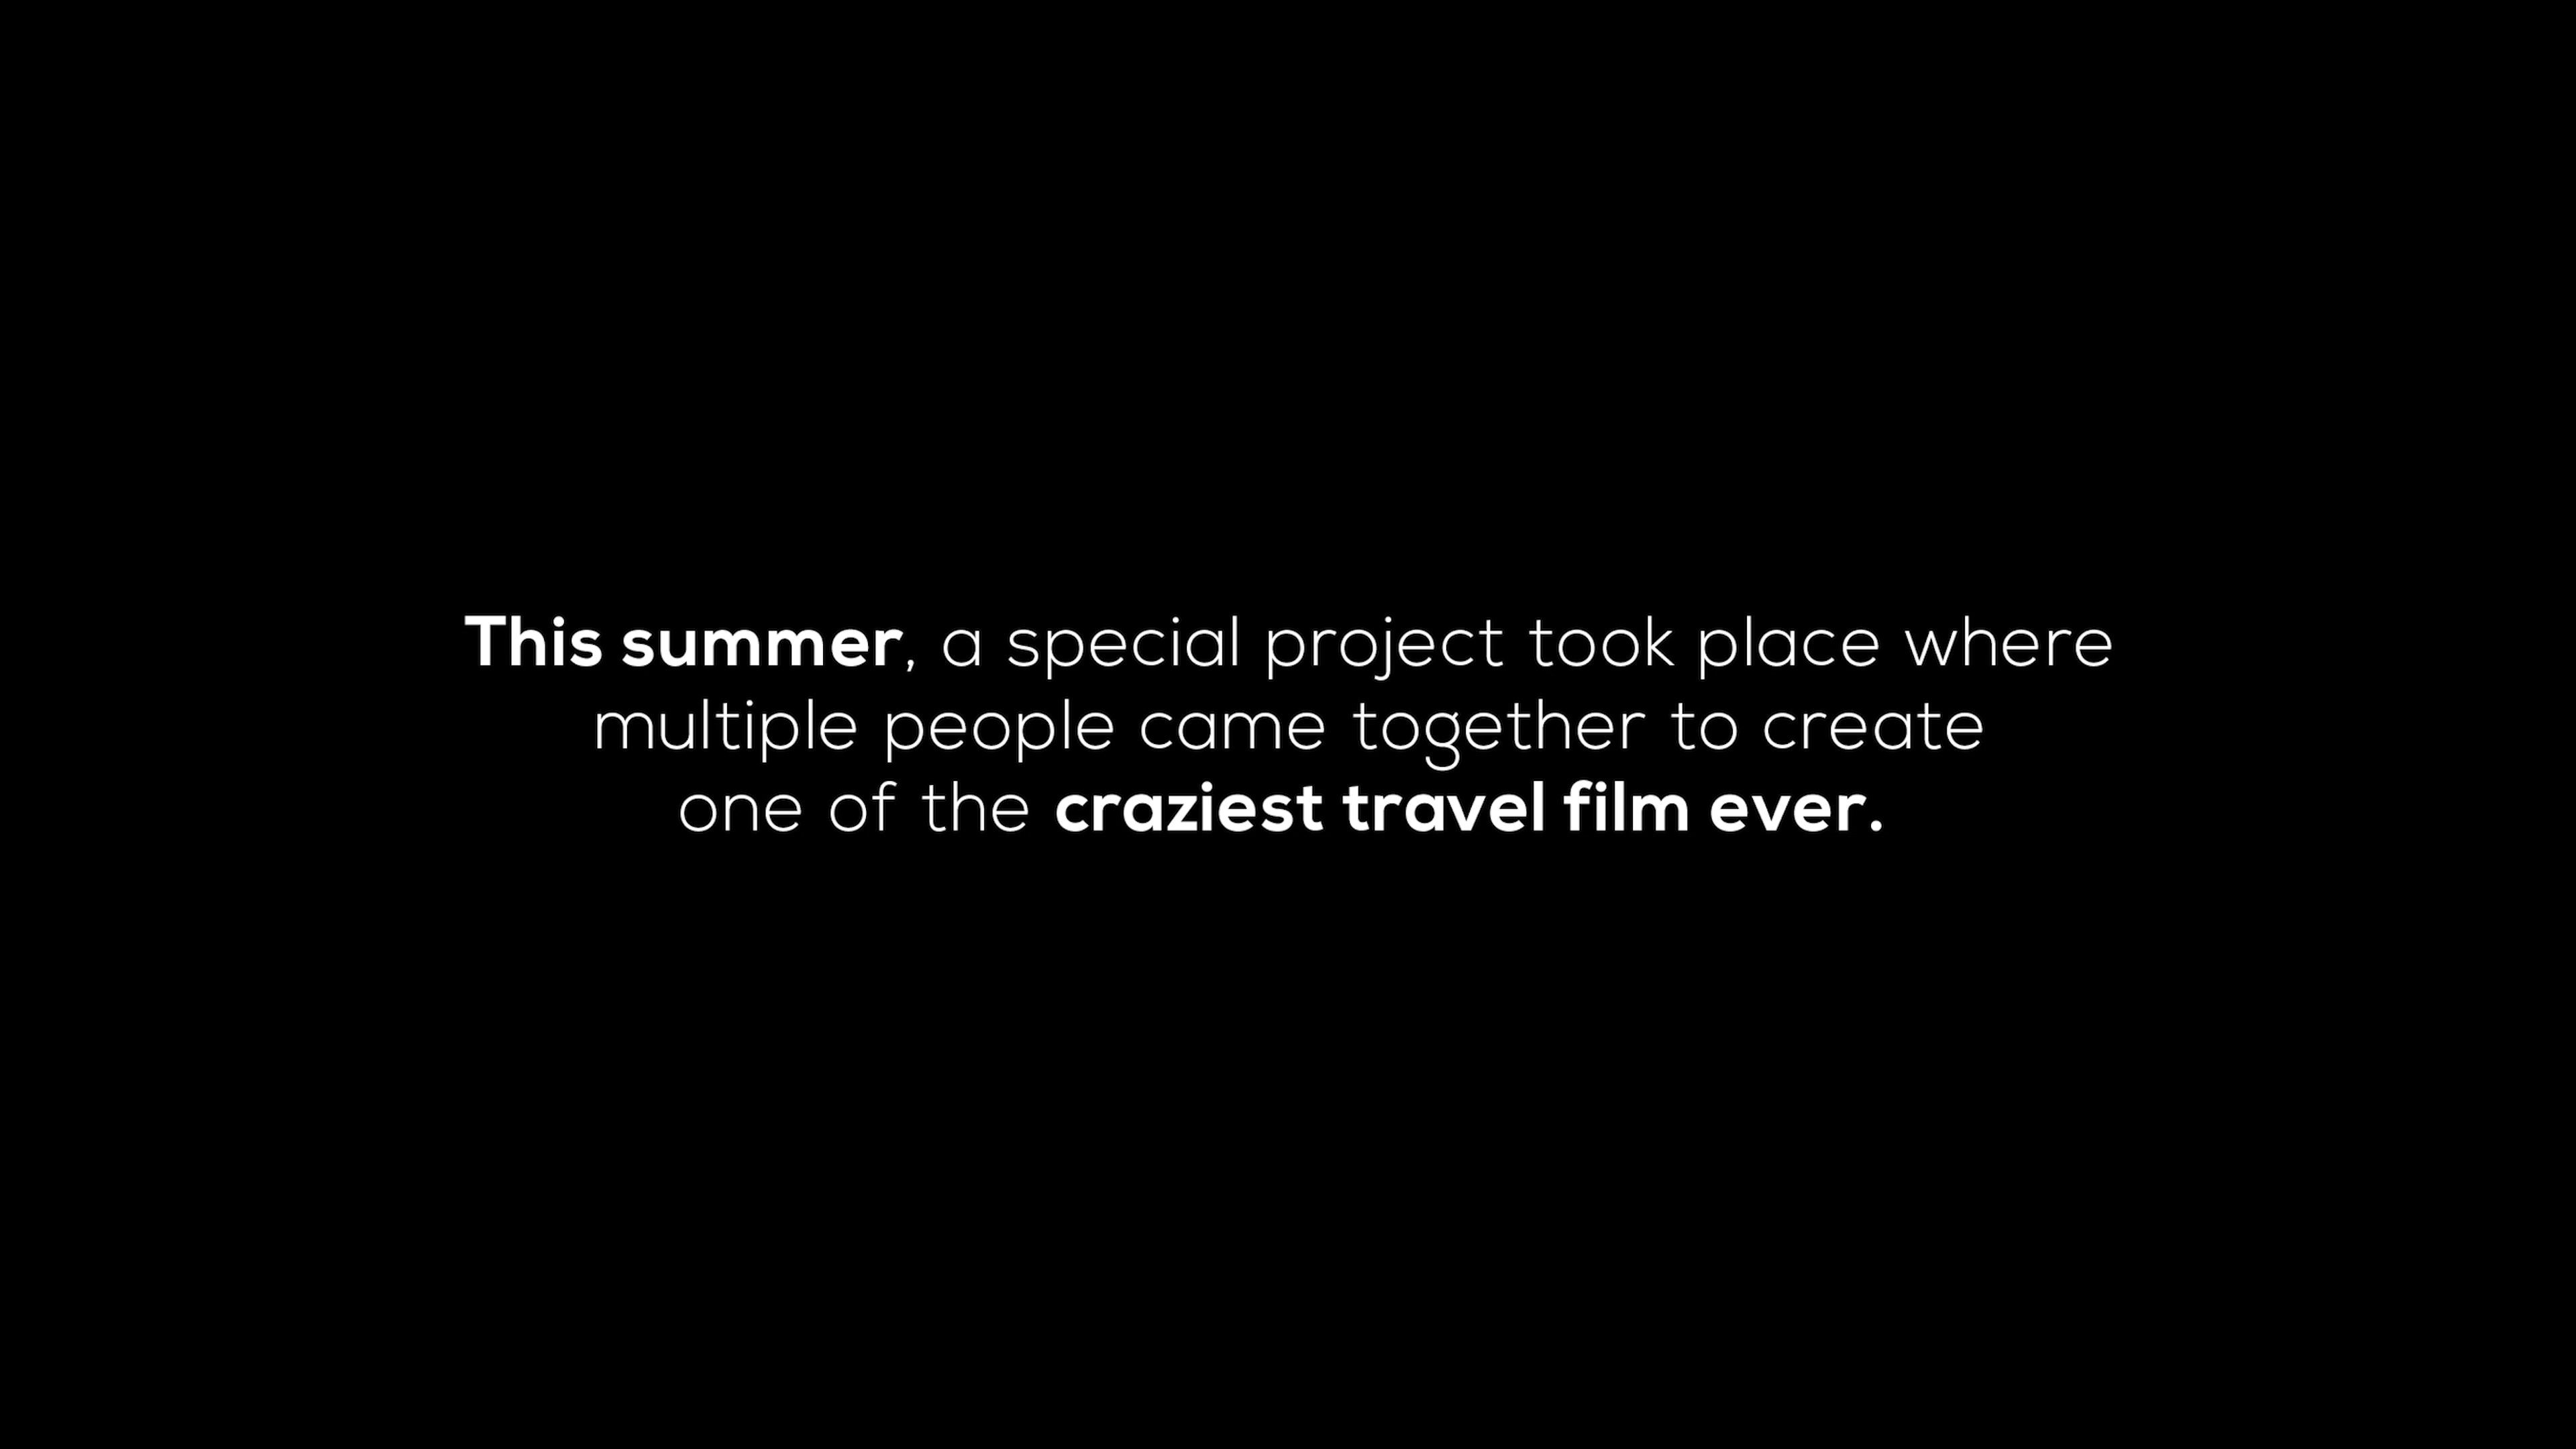 This summer, a special project took place where
multiple people came together to create
one of the craziest travel film ever.